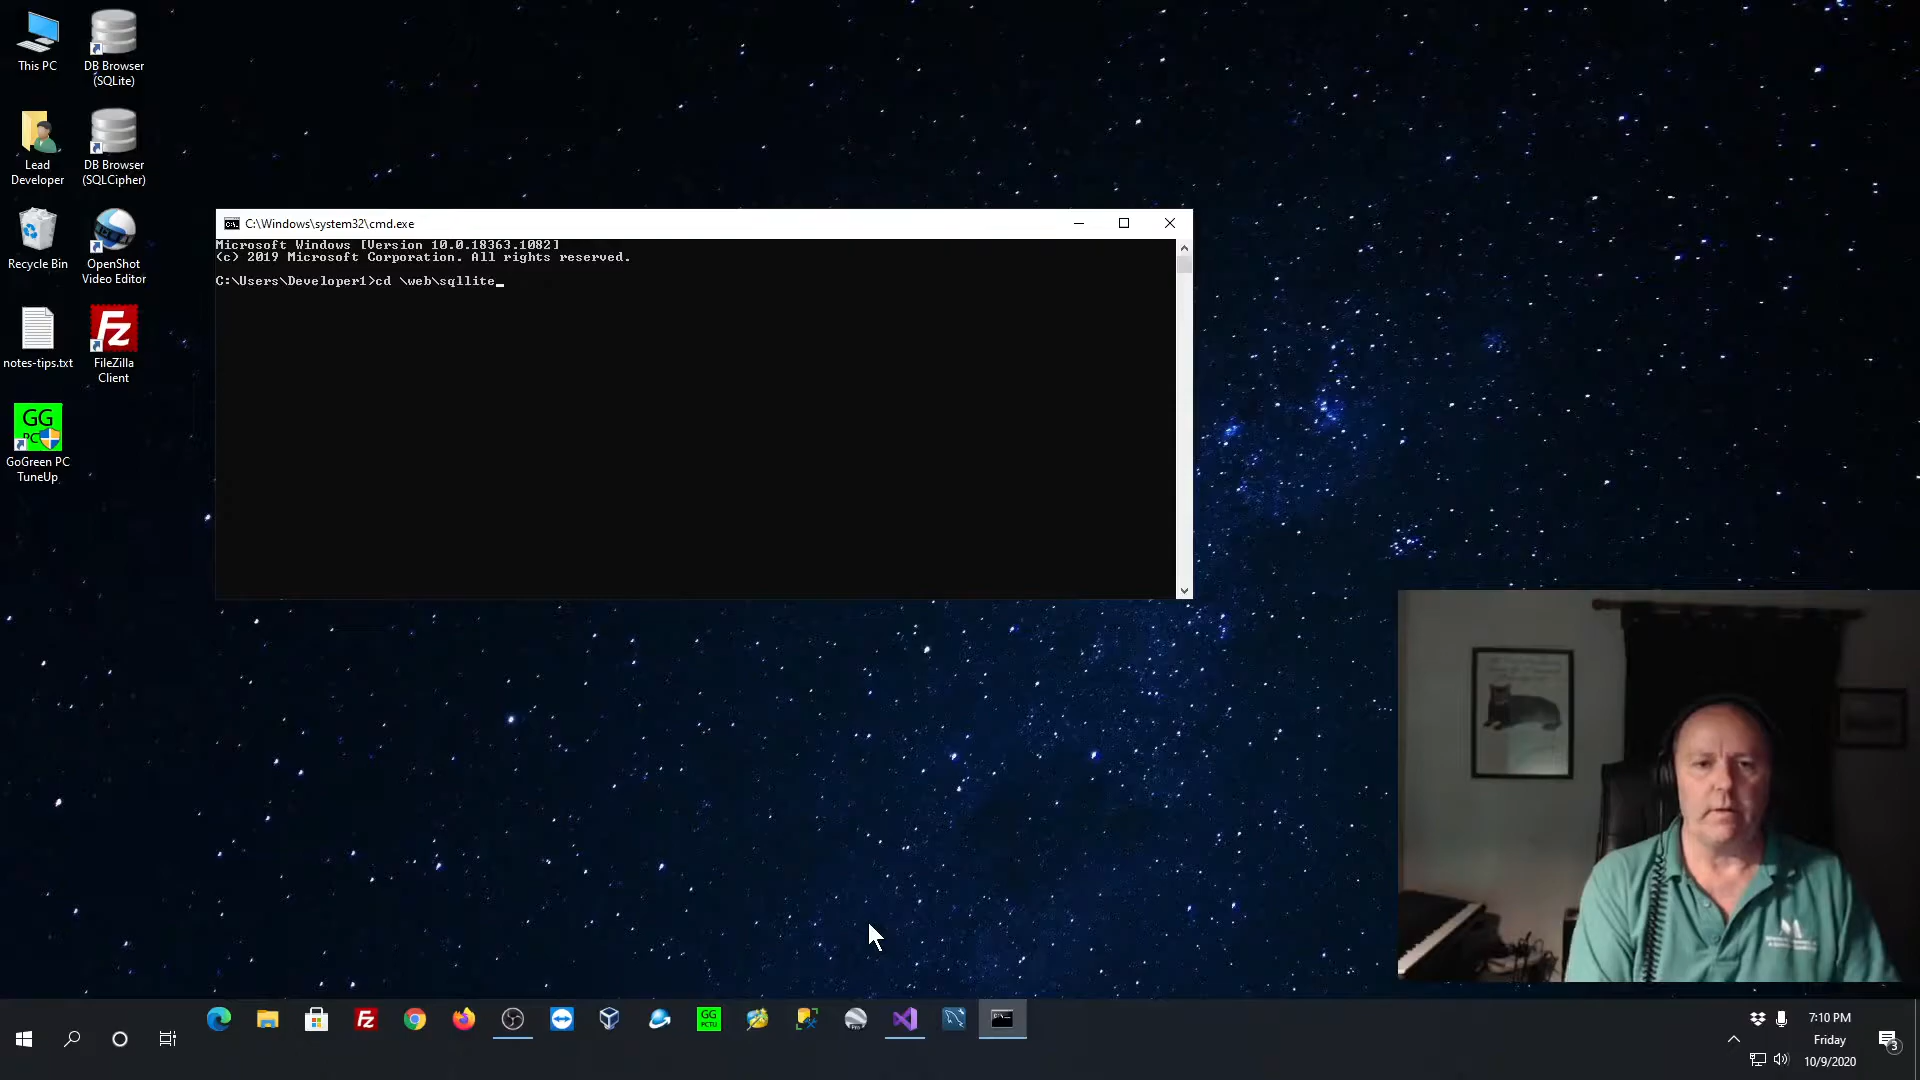 This PC
DB Browser
(SQLite)
Lead
Developer
DB Browser
(SQLCipher)
Recycle Bin
OpenShot
Video Editor
notes-tips.txt
FileZilla
Client
GoGreen PC
TuneUp
C:\Windows\system32\cmd.exe
Microsoft Windows [Version 10.0.18363.1082]
(c) 2019 Microsoft Corporation. All rights reserved.
C:\Users\Developer1>cd \web\sqllite_
7:10 PM
Friday
10/9/2020
3